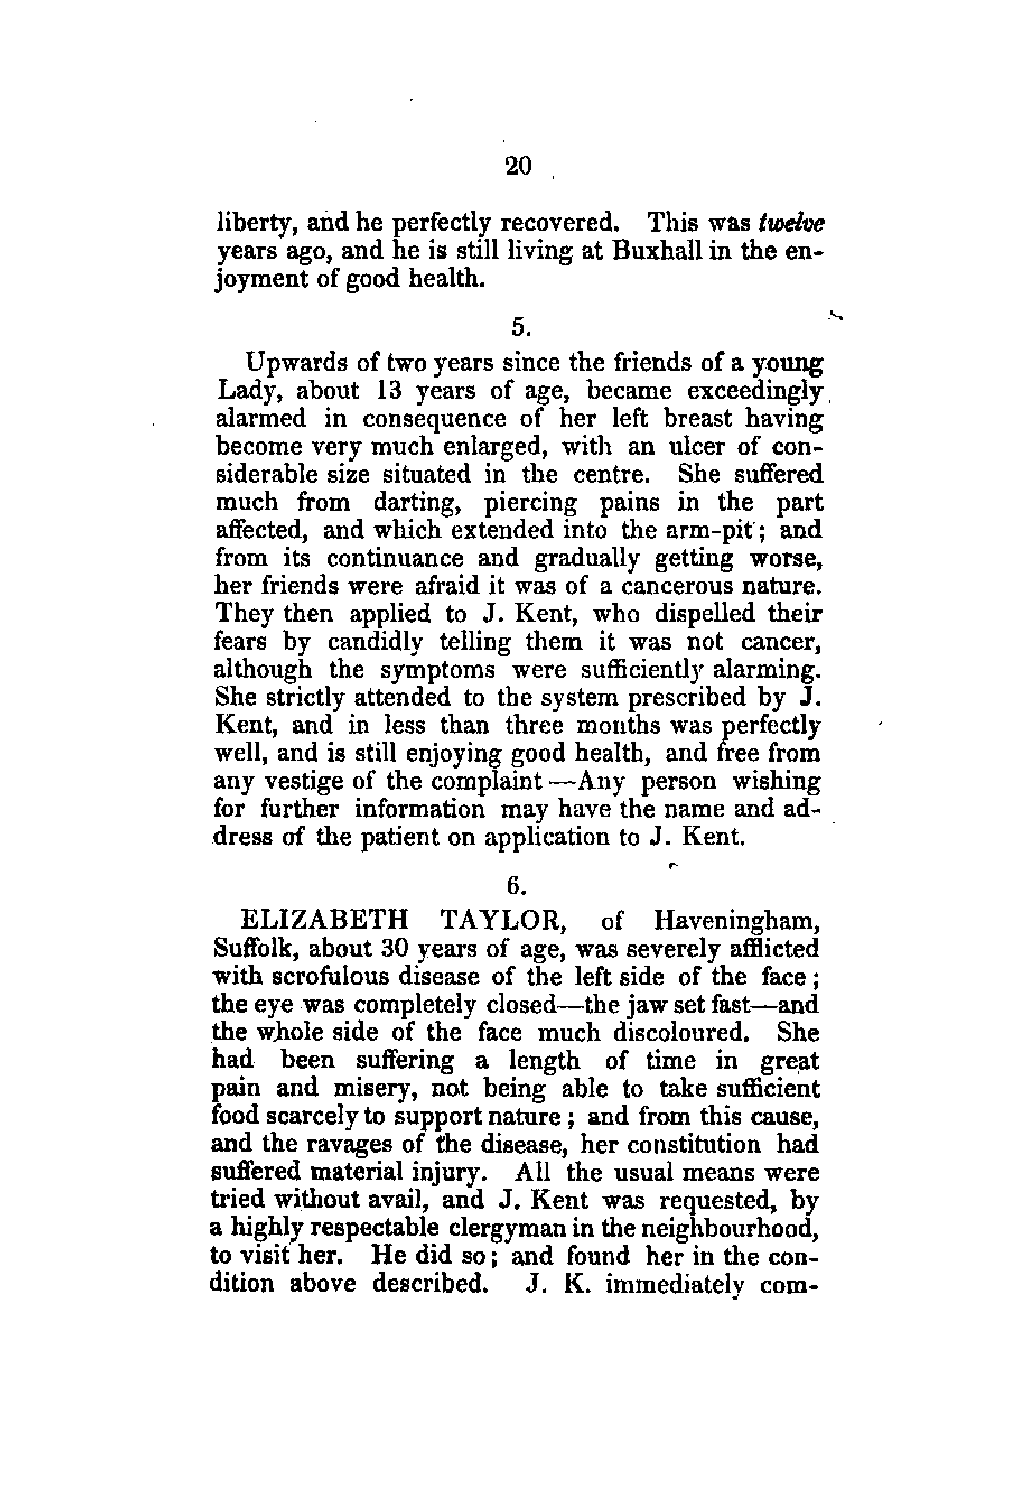 20
liberty, and he perfectly recovered. This was twelve
years ago, and he is still living at Buxhall in the en-
joyment of good health.
5.
Upwards of two years since the friends of a young
Lady, about 13 years of age, became exceedingly
alarmed in consequence of her left breast having
become very much enlarged, with an ulcer of con-
siderable size situated in the centre. She suffered
much from darting, piercing pains in the part
affected, and which extended into the arm-pit; and
from its continuance and gradually getting worse,
her friends were afraid it was of a cancerous nature.
They then applied to J. Kent, who dispelled their
fears by candidly telling them it was not cancer,
although the symptoms were sufficiently alarming.
She strictly attended to the system prescribed by J.
Kent, and in less than three months was perfectly
well, and is still enjoying good health, and free from
any vestige of the complaint—Any person wishing
for further information may have the name and ad-
dress of the patient on application to J. Kent.
6.
ELIZABETH TAYLOR, of Haveningham,
Suffolk, about 30 years of age, was severely afflicted
with scrofulous disease of the left side of the face;
the eye was completely closed—the jaw set fast—and
the whole side of the face much discoloured. She
had been suffering a length of time in great
pain and misery, not being able to take sufficient
food scarcely to support nature; and from this cause,
and the ravages of the disease, her constitution had
suffered material injury. All the usual means were
tried without avail, and J. Kent was requested, by
a highly respectable clergyman in the neighbourhood,
to visit her. He did so; and found her in the con-
dition above described. J. K. immediately com-